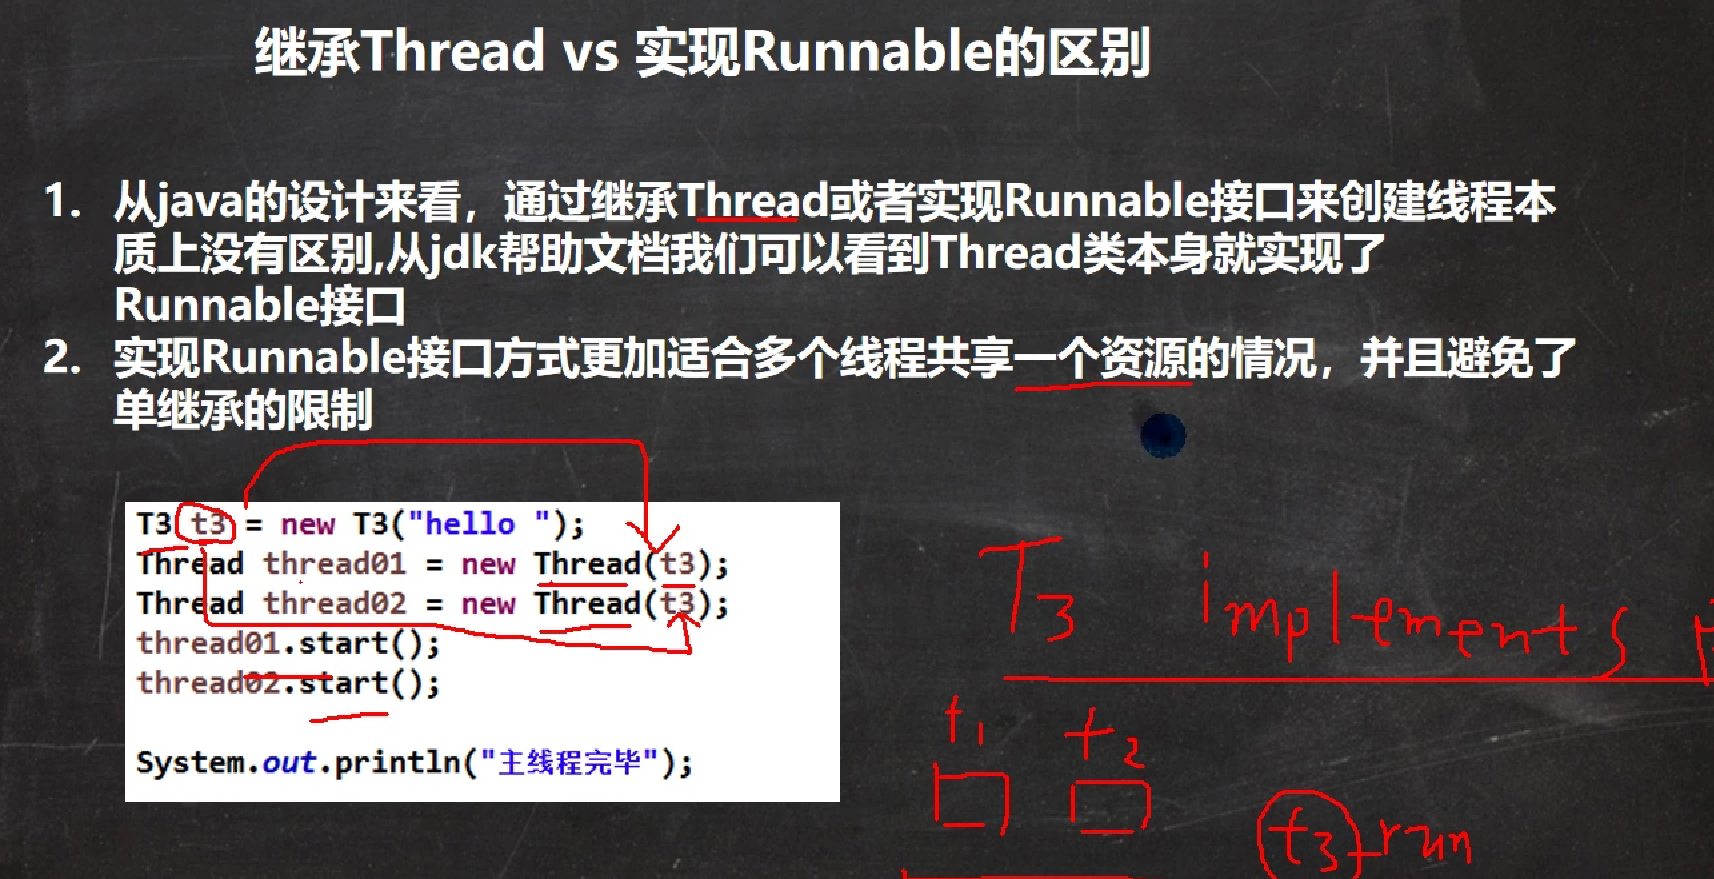 继承Thread vs 实现Runnable的区别
1. 从java的设计来看，通过继承Thread或者实现Runnable接口来创建线程本
质上没有区别,从jdk帮助文档我们可以看到Thread类本身就实现了
Runnable接口
2. 实现Runnable接口方式更加适合多个线程共享一个资源的情况，并且避免了
单继承的限制
T3 t3 = new T3("hello ");
Thread thread01 = new Thread(t3);
Thread thread02 = new Thread(t3);
thread01.start();
thread02.start();
System.out.println("主线程完毕");
T3 implements
t1 t2
t3 run